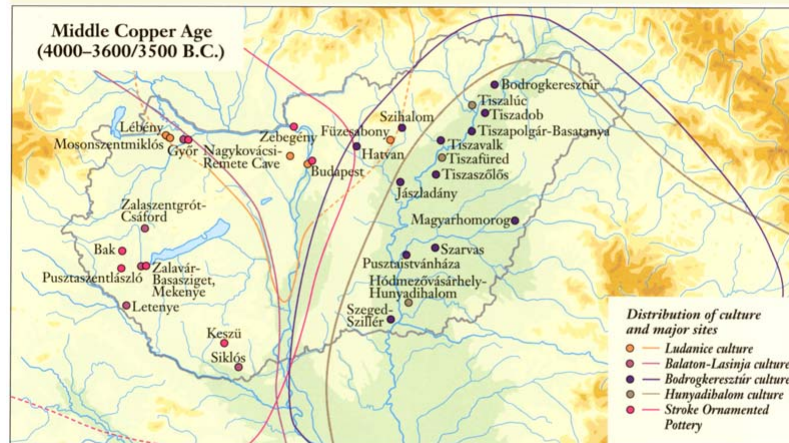 Middle Copper Age
(4000–3600/3500 B.C.)
Bodrogkeresztúr
Tiszalúc
Tiszadob
Szihalom
Lébény
Zebegény
Füzesabony
Tiszapolgár-Basatanya
Mosonszentmiklós
Győr
Nagykovácsi-
Remete Cave
Hatvan
Tiszavalk
Tiszafüred
Budapest
Tiszaszőlős
Jászladány
Zalaszentgrót-
Csáford
Magyarhomorog
Bak
Szarvas
Pusztaistvánháza
Pusztaszentlászló
Zalavár-
Basasziget,
Mekenye
Hódmezővásárhely-
Hunyadihalom
Letenye
Szeged-
Szillér
Keszü
Siklós
Distribution of culture
and major sites
Ludanice culture
Balaton-Lasinja culture
Bodrogkeresztúr culture
Hunyadihalom culture
Stroke Ornamented
Pottery